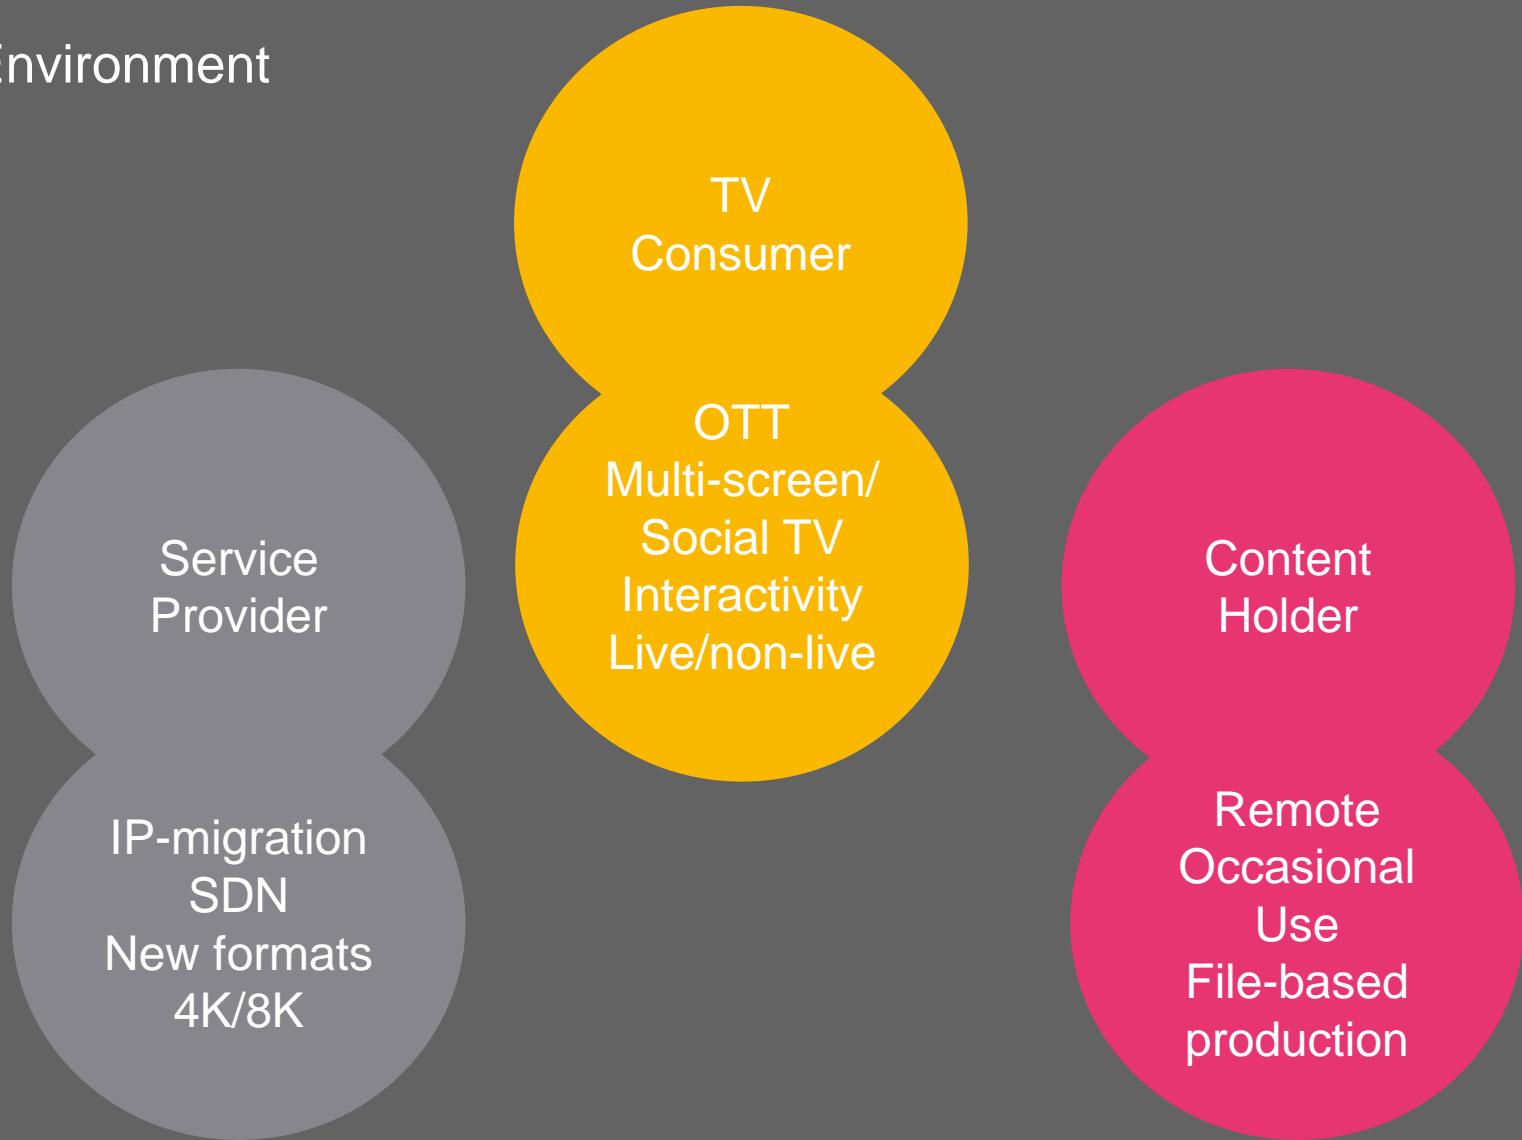 Environment
TV
Consumer
OTT
Multi-screen/
Social TV
Interactivity
Live/non-live
Service
Provider
IP-migration
SDN
New formats
4K/8K
Content
Holder
Remote
Occasional
Use
File-based
production